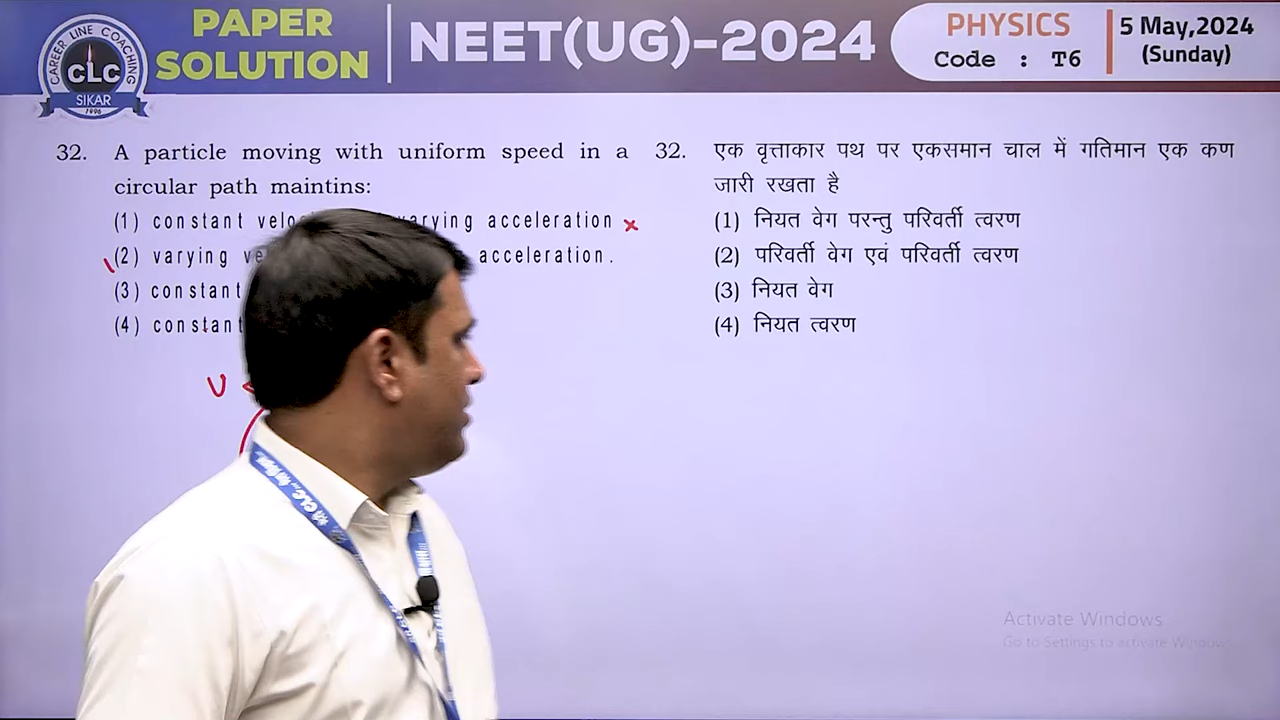 CAREER LINE COACHING
CLC
SIKAR
1996
PAPER
SOLUTION
NEET(UG)-2024
PHYSICS
Code : T6
5 May,2024
(Sunday)
32. A particle moving with uniform speed in a
circular path maintins:
(1) constant velo varying acceleration ×
(2) varying ve acceleration.
(3) constant
(4) constant
32. एक वृत्ताकार पथ पर एकसमान चाल में गतिमान एक कण
जारी रखता है
(1) नियत वेग परन्तु परिवर्ती त्वरण
(2) परिवर्ती वेग एवं परिवर्ती त्वरण
(3) नियत वेग
(4) नियत त्वरण
υ
CLC
Activate Windows
Go to Settings to activate Windows.